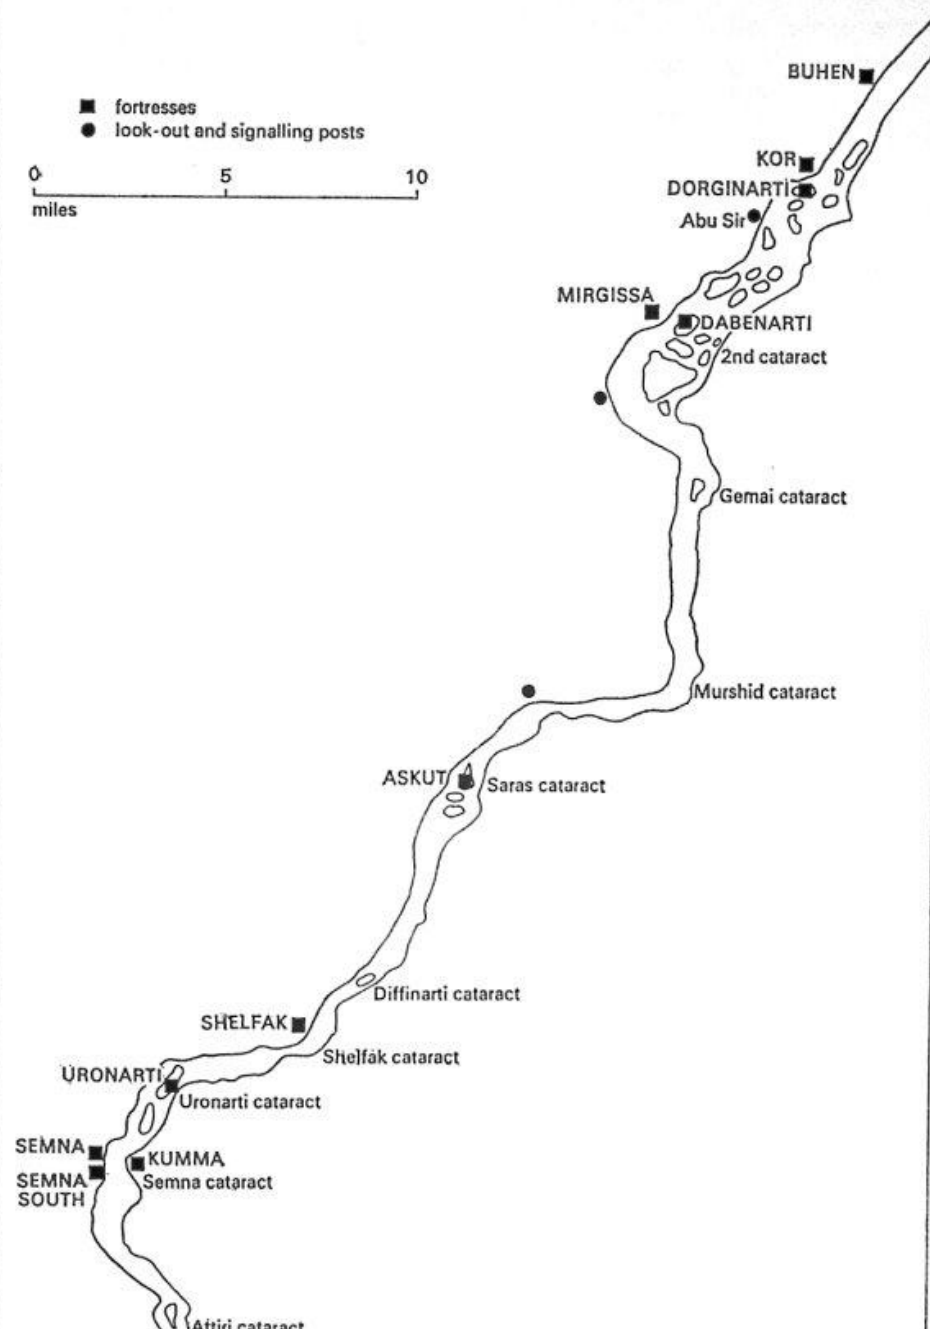 BUHEN
fortresses
look-out and signalling posts
KOR
0 5 10
miles
DORGINARTI
Abu Sir
MIRGISSA
DABENARTI
2nd cataract
Gemai cataract
Murshid cataract
ASKUT
Saras cataract
Diffinarti cataract
SHELFAK
Shelfak cataract
URONARTI
Uronarti cataract
SEMNA
KUMMA
SEMNA
SOUTH
Semna cataract
Attiri cataract